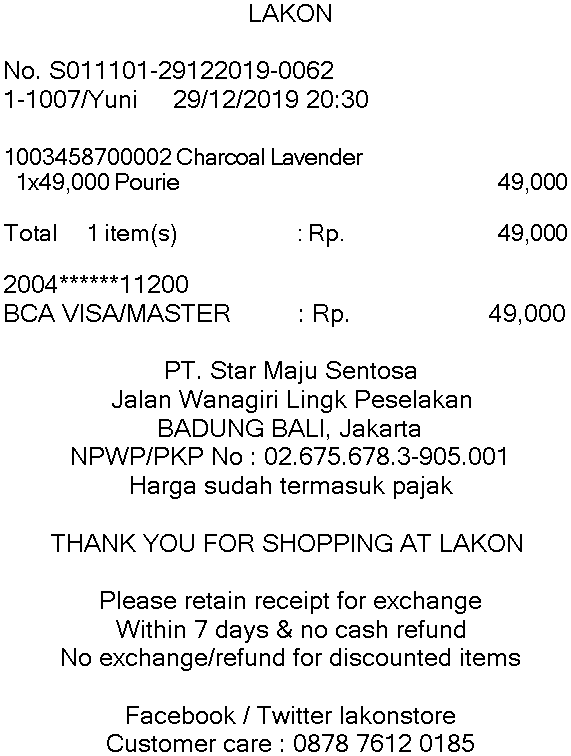 LAKON
No. S011101-29122019-0062
1-1007/Yuni 29/12/2019 20:30
1003458700002 Charcoal Lavender
1x49,000 Pourie 49,000
Total 1 item(s) : Rp. 49,000
2004******11200
BCA VISA/MASTER : Rp. 49,000
PT. Star Maju Sentosa
Jalan Wanagiri Lingk Peselakan
BADUNG BALI, Jakarta
NPWP/PKP No : 02.675.678.3-905.001
Harga sudah termasuk pajak
THANK YOU FOR SHOPPING AT LAKON
Please retain receipt for exchange
Within 7 days & no cash refund
No exchange/refund for discounted items
Facebook / Twitter lakonstore
Customer care : 0878 7612 0185